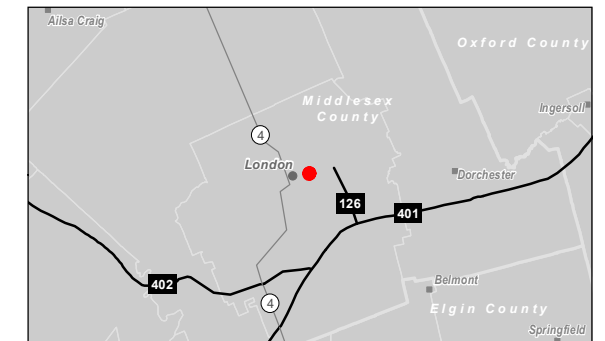 Ailsa Craig
Oxford County
Middlesex
County
Ingersoll
4
London
Dorchester
126
401
402
Belmont
4
Elgin County
Springfield